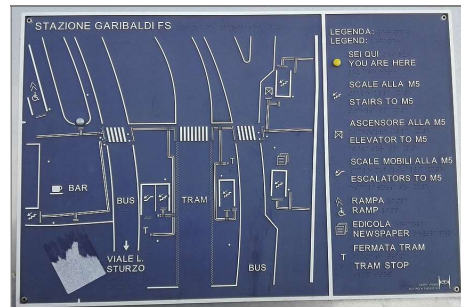 STAZIONE GARIBALDI FS
BAR
BUS
VIALE L.
STURZO
TRAM
T
T
T
BUS
LEGENDA:
LEGEND:
SEI QUI
YOU ARE HERE
SCALE ALLA M5
STAIRS TO M5
ASCENSORE ALLA M5
ELEVATOR TO M5
SCALE MOBILI ALLA M5
ESCALATORS TO M5
RAMPA
RAMP
EDICOLA
NEWSPAPER
FERMATA TRAM
T
TRAM STOP